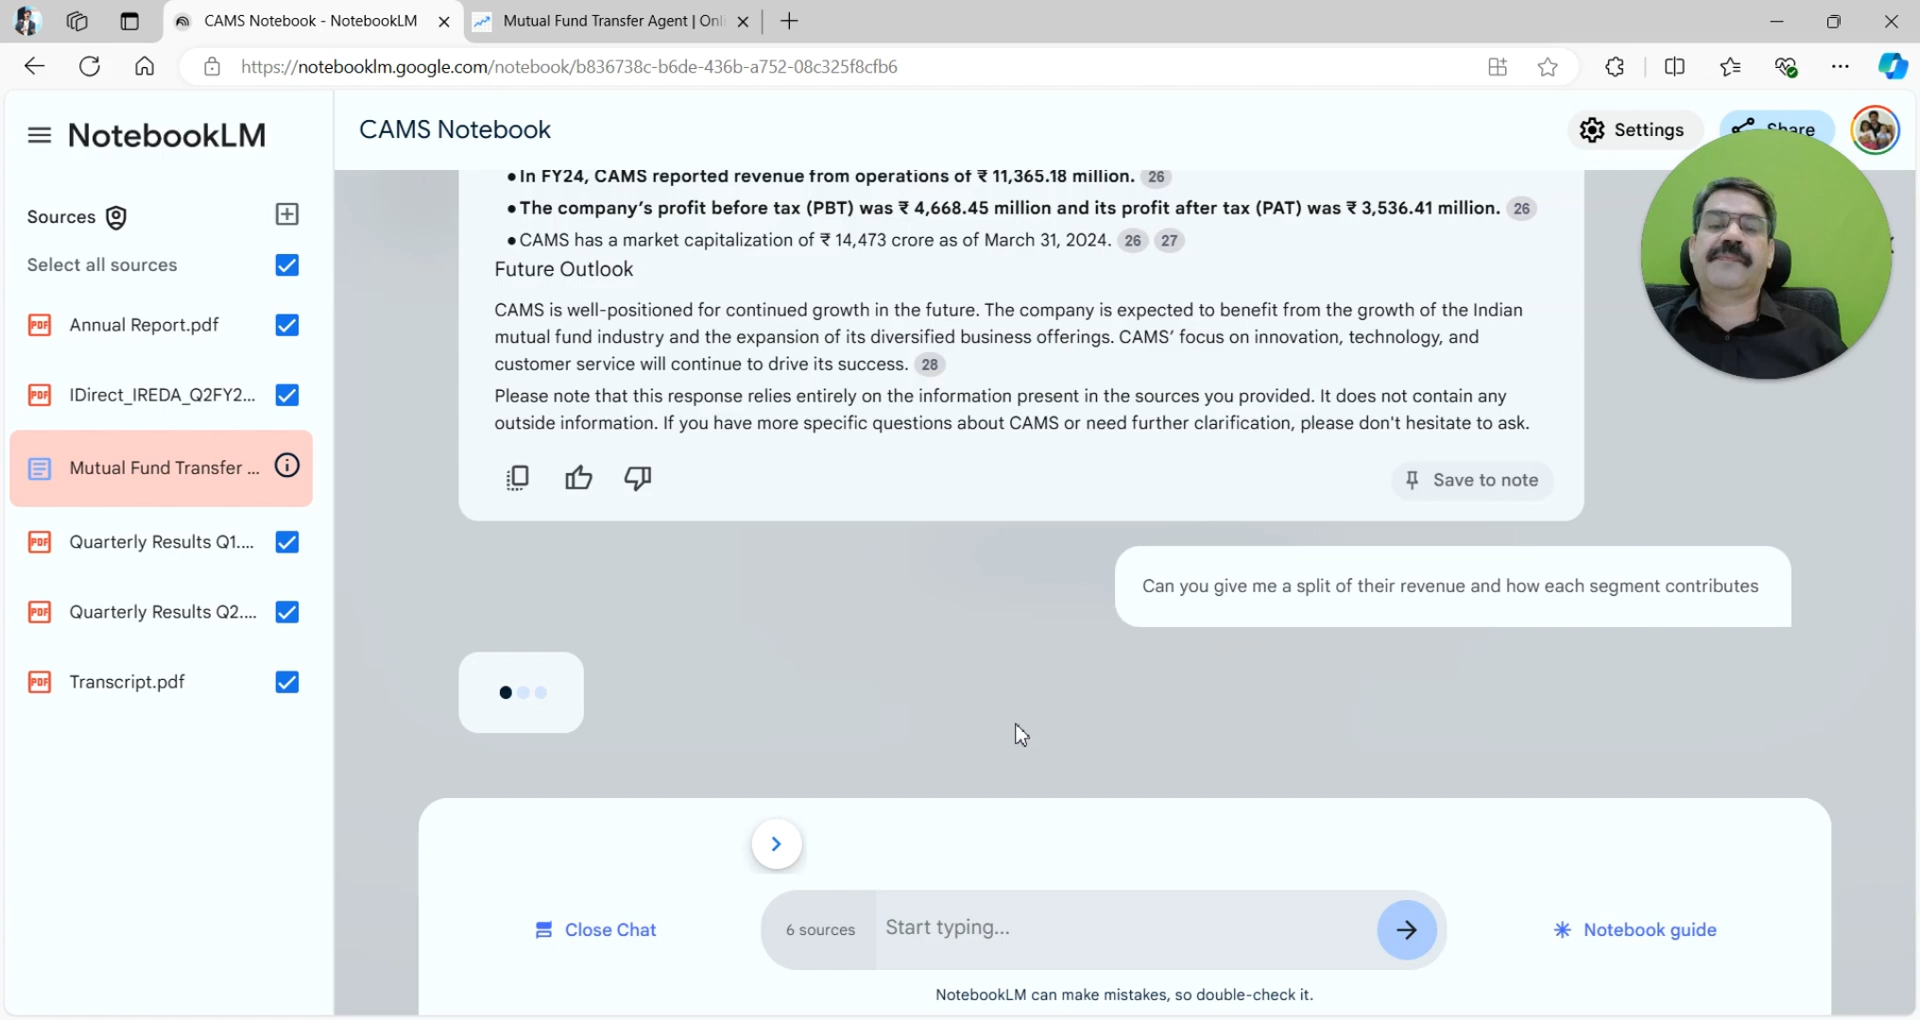 CAMS Notebook - NotebookLM
Mutual Fund Transfer Agent | Onli
https://notebooklm.google.com/notebook/b836738c-b6de-436b-a752-08c325f8cfb6
NotebookLM
CAMS Notebook
Settings
Share
Sources
Select all sources
PDF Annual Report.pdf
PDF IDirect_IREDA_Q2FY2...
Mutual Fund Transfer ...
PDF Quarterly Results Q1....
PDF Quarterly Results Q2....
PDF Transcript.pdf
• In FY24, CAMS reported revenue from operations of ₹ 11,365.18 million. 26
• The company's profit before tax (PBT) was ₹ 4,668.45 million and its profit after tax (PAT) was ₹ 3,536.41 million. 26
• CAMS has a market capitalization of ₹ 14,473 crore as of March 31, 2024. 26 27
Future Outlook
CAMS is well-positioned for continued growth in the future. The company is expected to benefit from the growth of the Indian
mutual fund industry and the expansion of its diversified business offerings. CAMS' focus on innovation, technology, and
customer service will continue to drive its success. 28
Please note that this response relies entirely on the information present in the sources you provided. It does not contain any
outside information. If you have more specific questions about CAMS or need further clarification, please don't hesitate to ask.
Save to note
Can you give me a split of their revenue and how each segment contributes
Close Chat
6 sources
Start typing...
Notebook guide
NotebookLM can make mistakes, so double-check it.